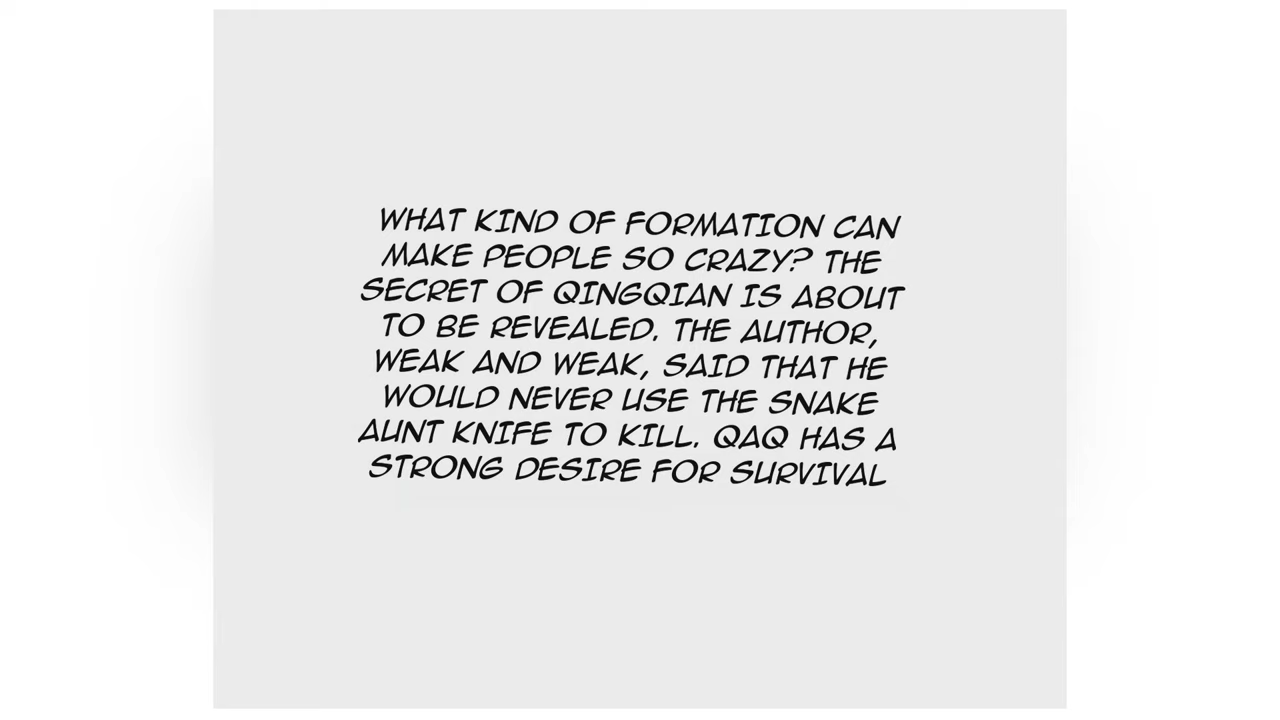 WHAT KIND OF FORMATION CAN
MAKE PEOPLE SO CRAZY? THE
SECRET OF QINGQIAN IS ABOUT
TO BE REVEALED. THE AUTHOR,
WEAK AND WEAK, SAID THAT HE
WOULD NEVER USE THE SNAKE
AUNT KNIFE TO KILL. QAQ HAS A
STRONG DESIRE FOR SURVIVAL